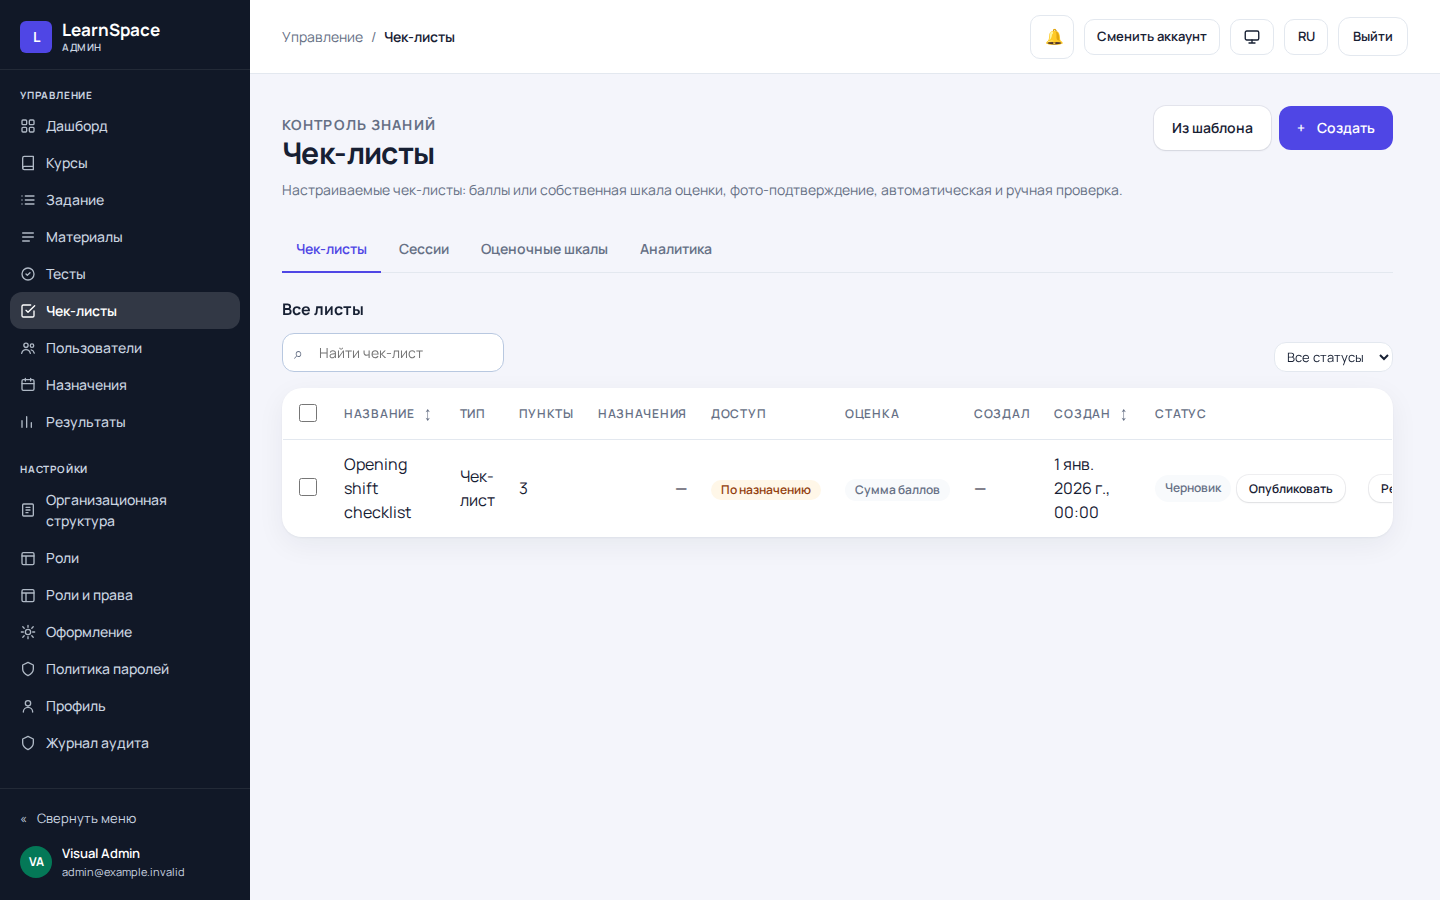 L
LearnSpace
АДМИН
УПРАВЛЕНИЕ
Дашборд
Курсы
Задание
Материалы
Тесты
Чек-листы
Пользователи
Назначения
Результаты
НАСТРОЙКИ
Организационная
структура
Роли
Роли и права
Оформление
Политика паролей
Профиль
Журнал аудита
« Свернуть меню
VA
Visual Admin
admin@example.invalid
Управление / Чек-листы
Сменить аккаунт
RU
Выйти
КОНТРОЛЬ ЗНАНИЙ
Чек-листы
Настраиваемые чек-листы: баллы или собственная шкала оценки, фото-подтверждение, автоматическая и ручная проверка.
Из шаблона
+ Создать
Чек-листы Сессии Оценочные шкалы Аналитика
Все листы
Найти чек-лист
Все статусы
НАЗВАНИЕ ↕ ТИП ПУНКТЫ НАЗНАЧЕНИЯ ДОСТУП ОЦЕНКА СОЗДАЛ СОЗДАН ↕ СТАТУС
Opening
shift
checklist
Чек-
лист
3
—
По назначению
Сумма баллов
—
1 янв.
2026 г.,
00:00
Черновик
Опубликовать